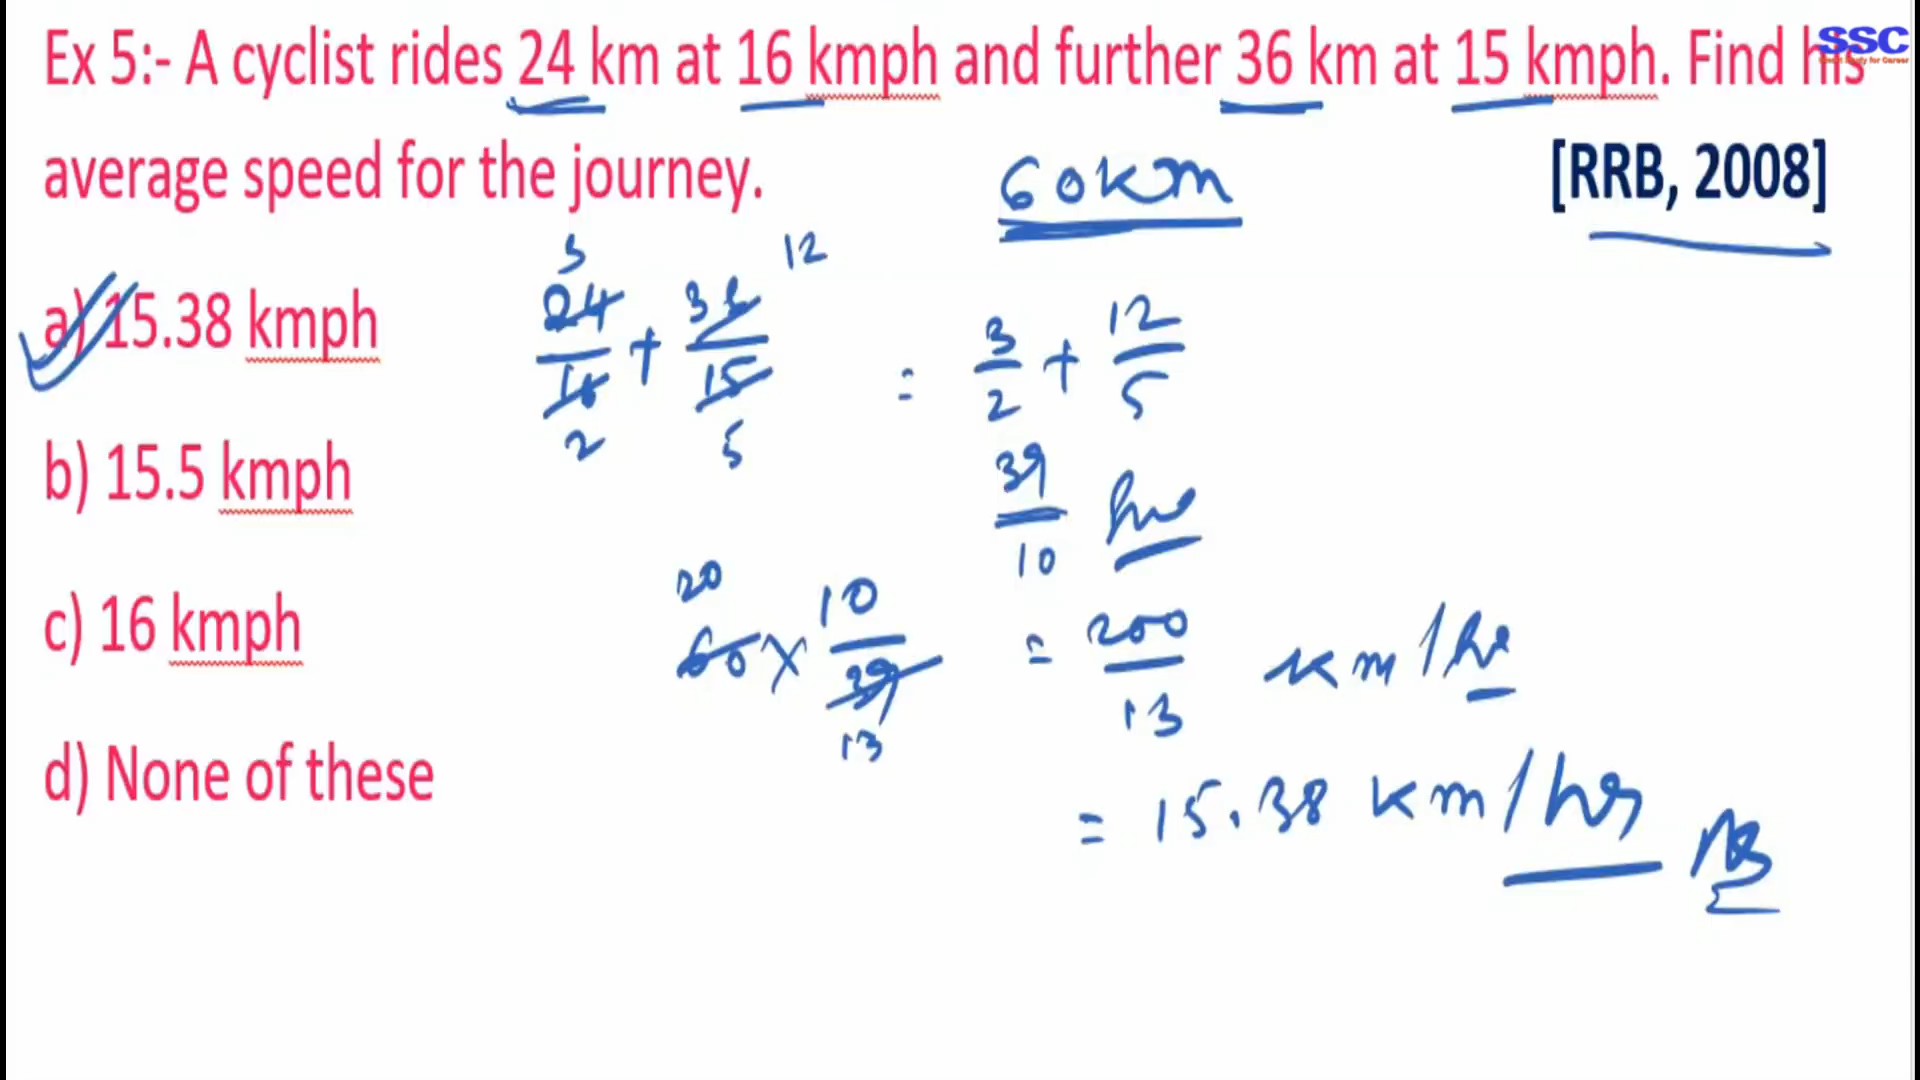 Ex 5:- A cyclist rides 24 km at 16 kmph and further 36 km at 15 kmph. Find his
SSC
average speed for the journey.
[RRB, 2008]
60km
a) 15.38 kmph
b) 15.5 kmph
c) 16 kmph
d) None of these
3 12
24/16 + 36/15 = 3/2 + 12/5
2 5
39/10 hrs
20
60 x 10/39 = 200/13 km/hr
13
= 15.38 km/hr